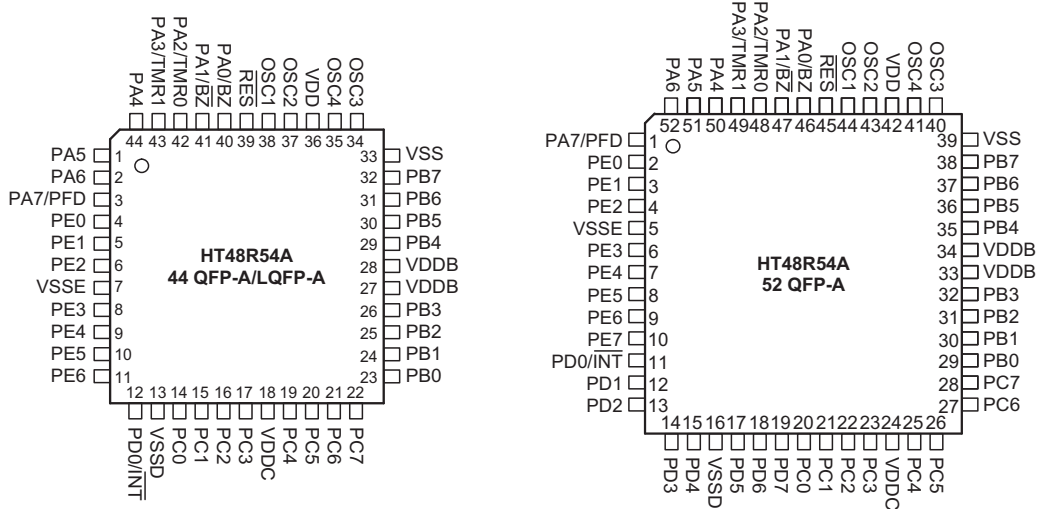 PA4
PA3/TMR1
PA2/TMR0
PA1/BZ
PA0/BZ
RES
OSC1
OSC2
VDD
OSC4
OSC3
44 43 42 41 40 39 38 37 36 35 34
PA5 1
PA6 2
PA7/PFD 3
PE0 4
PE1 5
PE2 6
VSSE 7
PE3 8
PE4 9
PE5 10
PE6 11
HT48R54A
44 QFP-A/LQFP-A
33 VSS
32 PB7
31 PB6
30 PB5
29 PB4
28 VDDB
27 VDDB
26 PB3
25 PB2
24 PB1
23 PB0
12 13 14 15 16 17 18 19 20 21 22
PD0/INT
VSSD
PC0
PC1
PC2
PC3
VDDC
PC4
PC5
PC6
PC7
PA6
PA5
PA4
PA3/TMR1
PA2/TMR0
PA1/BZ
PA0/BZ
RES
OSC1
OSC2
VDD
OSC4
OSC3
52 51 50 49 48 47 46 45 44 43 42 41 40
PA7/PFD 1
PE0 2
PE1 3
PE2 4
VSSE 5
PE3 6
PE4 7
PE5 8
PE6 9
PE7 10
PD0/INT 11
PD1 12
PD2 13
HT48R54A
52 QFP-A
39 VSS
38 PB7
37 PB6
36 PB5
35 PB4
34 VDDB
33 VDDB
32 PB3
31 PB2
30 PB1
29 PB0
28 PC7
27 PC6
14 15 16 17 18 19 20 21 22 23 24 25 26
PD3
PD4
VSSD
PD5
PD6
PD7
PC0
PC1
PC2
PC3
VDDC
PC4
PC5